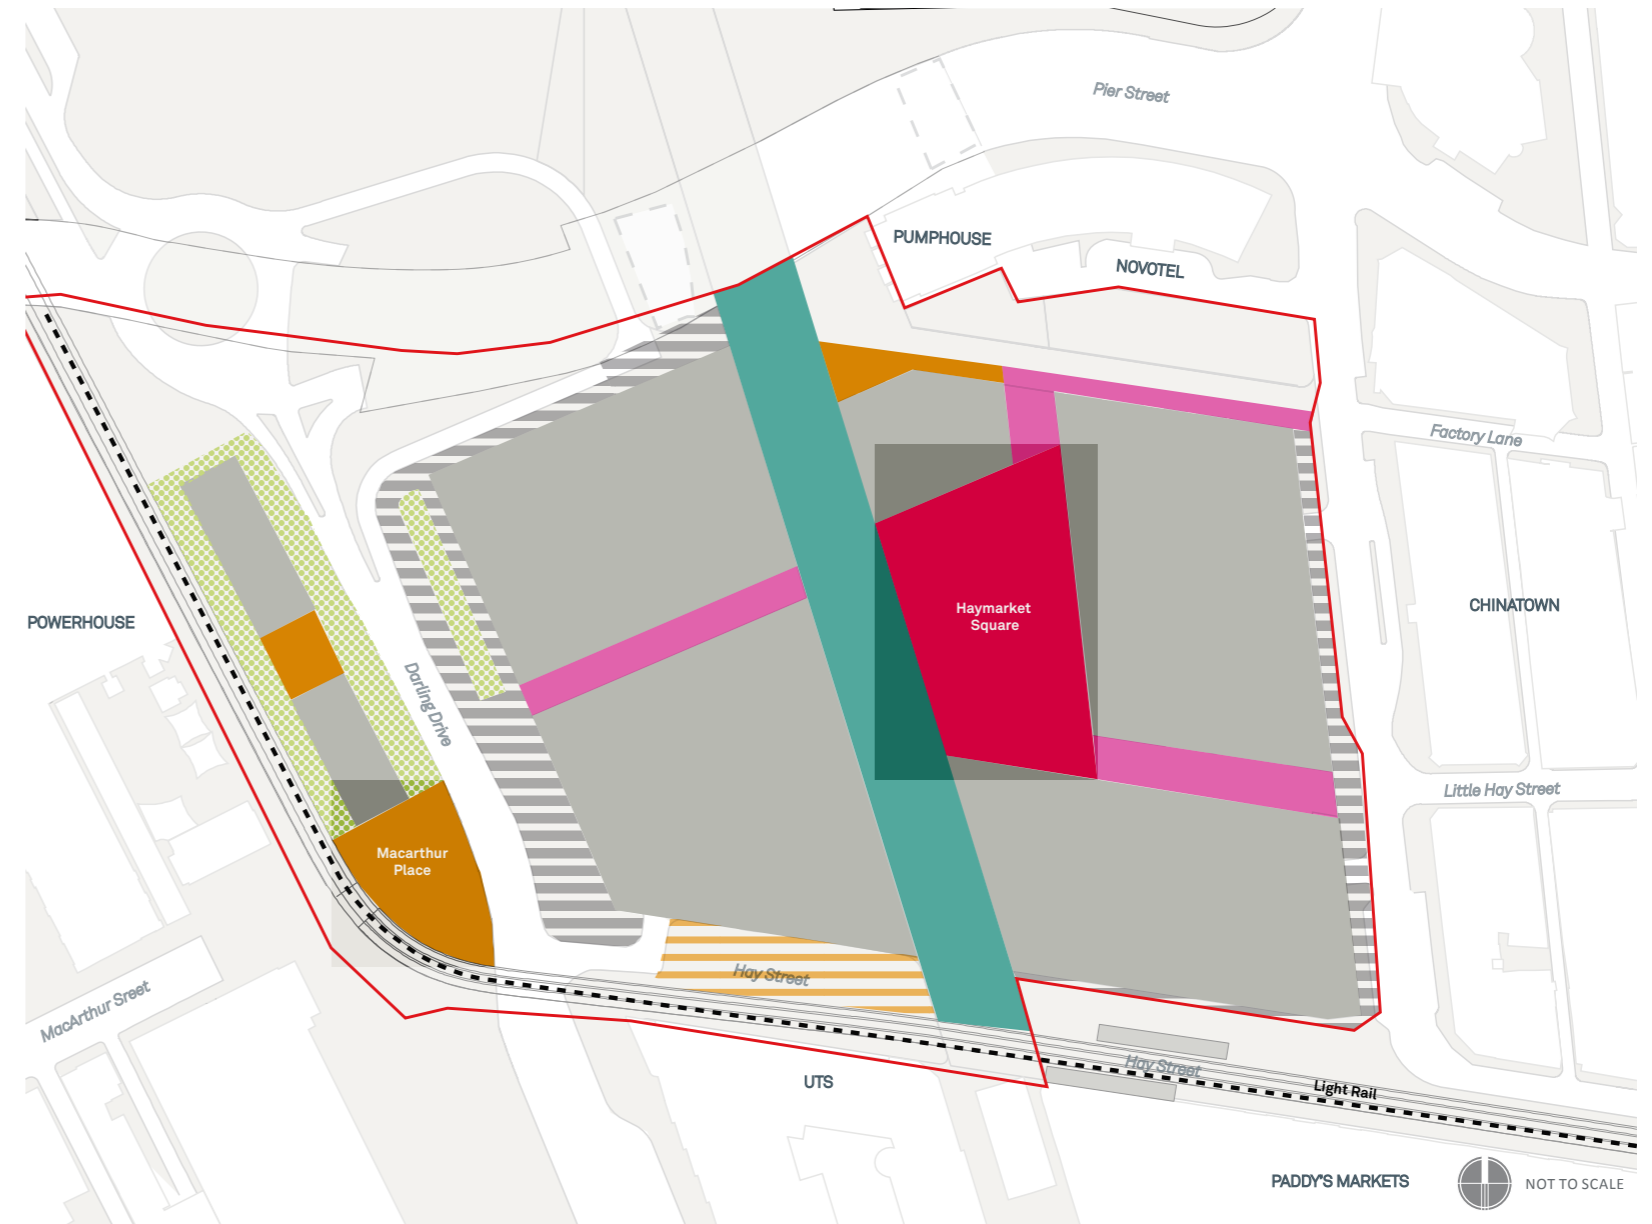 Pier Street
PUMPHOUSE
NOVOTEL
Factory Lane
Haymarket
Square
CHINATOWN
POWERHOUSE
Darling Drive
Little Hay Street
Macarthur
Place
Hay Street
MacArthur Sreet
Hay Street
UTS
Light Rail
PADDY'S MARKETS
NOT TO SCALE